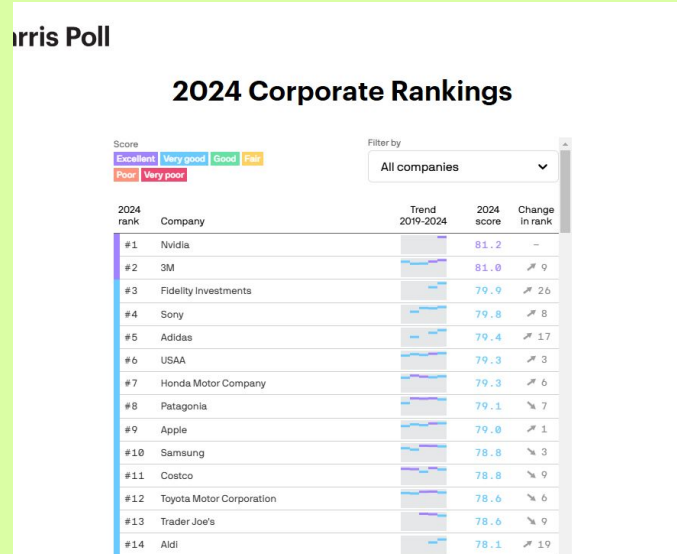 arris Poll
2024 Corporate Rankings
Score
Filter by
Excellent Very good Good Fair
Poor Very poor
All companies
2024 rank Company Trend 2019-2024 2024 score Change in rank
#1 Nvidia 81.2 –
#2 3M 81.0 ↗ 9
#3 Fidelity Investments 79.9 ↗ 26
#4 Sony 79.8 ↗ 8
#5 Adidas 79.4 ↗ 17
#6 USAA 79.3 ↗ 3
#7 Honda Motor Company 79.3 ↗ 6
#8 Patagonia 79.1 ↘ 7
#9 Apple 79.0 ↗ 1
#10 Samsung 78.8 ↘ 3
#11 Costco 78.8 ↘ 9
#12 Toyota Motor Corporation 78.6 ↘ 6
#13 Trader Joe's 78.6 ↘ 9
#14 Aldi 78.1 ↗ 19